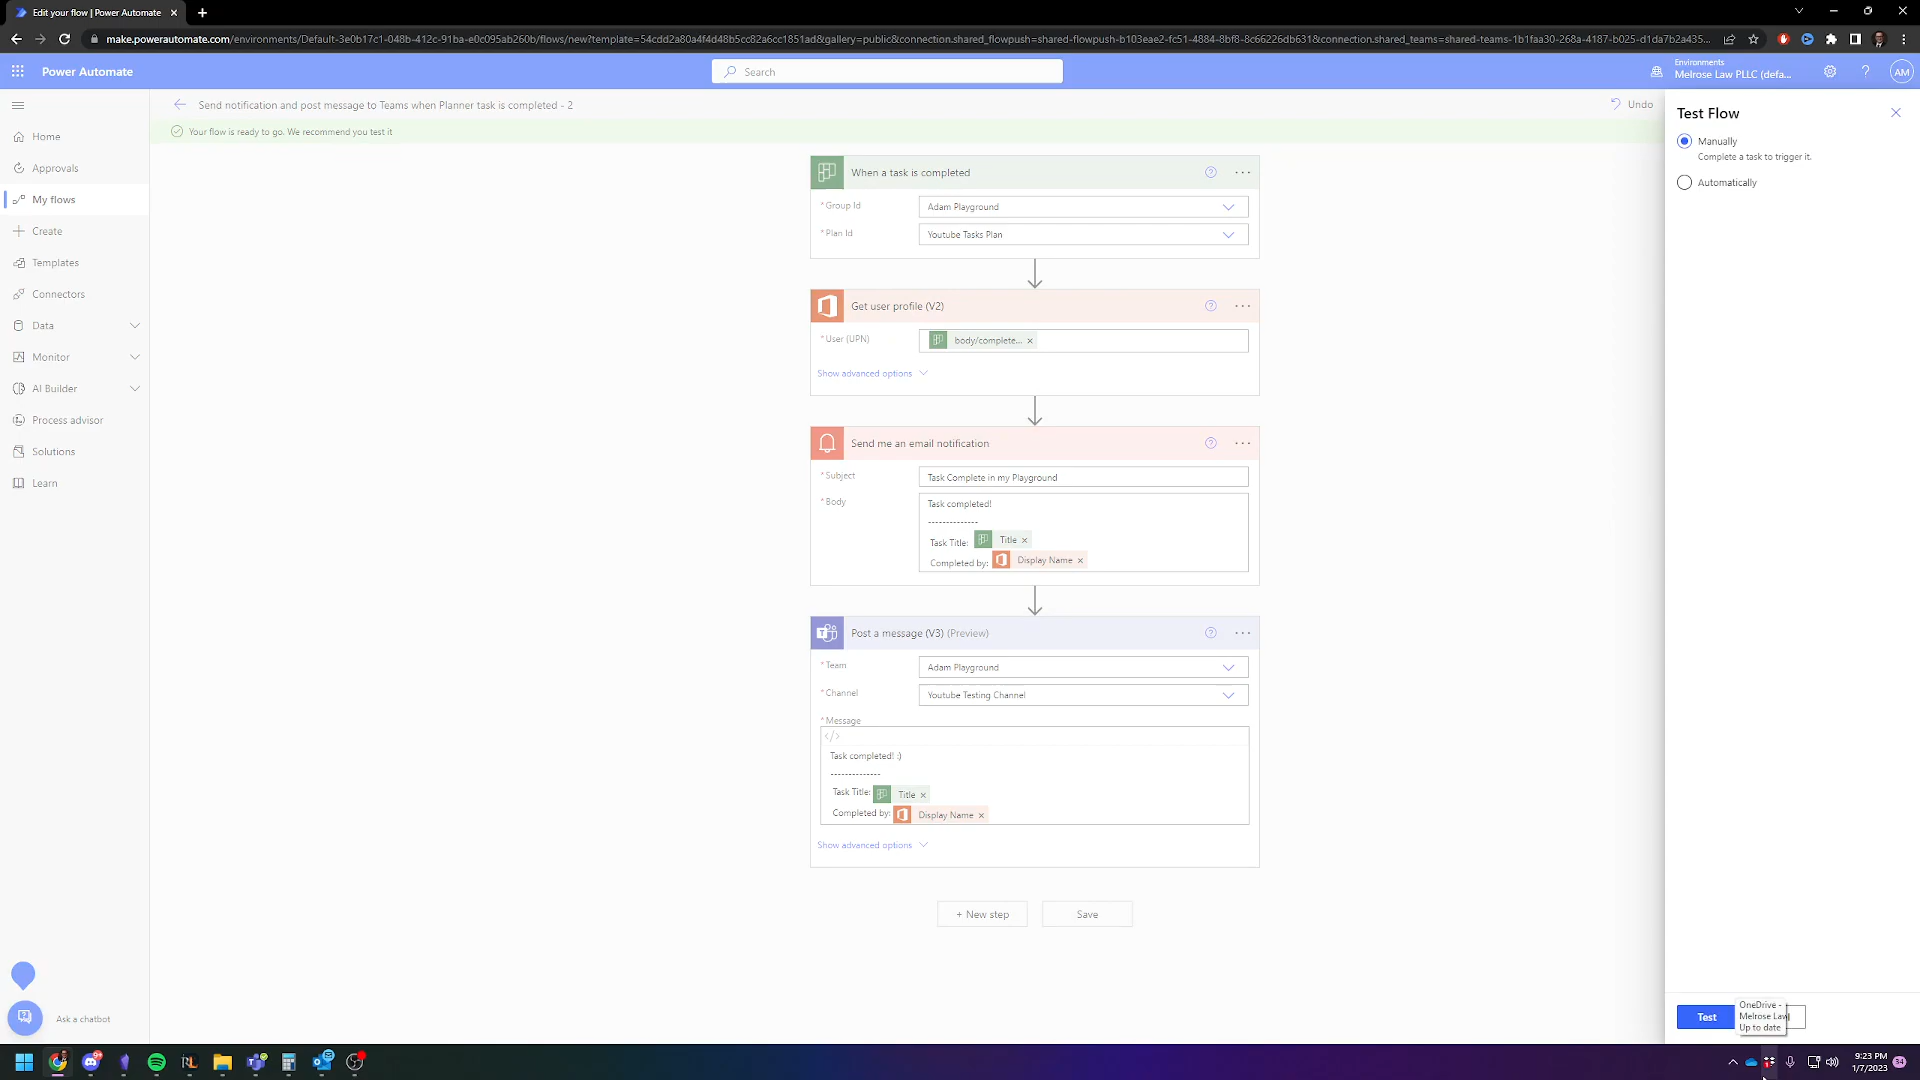 Edit your flow | Power Automate
make.powerautomate.com/environments/Default-3e0b17c1-048b-412c-91ba-e0c095ab260b/flows/new?template=54cdd2a80a4f4d48b5cc82a6cc1851ad&gallery=public&connection.shared_flowpush=shared-flowpush-b103eae2-fc51-4884-8bf8-8c66226db631&connection.shared_teams=shared-teams-1b1faa30-268a-4187-b025-d1da7b2a435...
Power Automate
Search
Environments
Melrose Law PLLC (defa...
AM
Send notification and post message to Teams when Planner task is completed - 2
Undo
Your flow is ready to go. We recommend you test it
Home
Approvals
My flows
Create
Templates
Connectors
Data
Monitor
AI Builder
Process advisor
Solutions
Learn
Ask a chatbot
When a task is completed
* Group Id
Adam Playground
* Plan Id
Youtube Tasks Plan
Get user profile (V2)
* User (UPN)
body/complete...
Show advanced options
Send me an email notification
* Subject
Task Complete in my Playground
* Body
Task completed!
--------------
Task Title: Title
Completed by: Display Name
Post a message (V3) (Preview)
* Team
Adam Playground
* Channel
Youtube Testing Channel
* Message
</>
Task completed! :)
--------------
Task Title: Title
Completed by: Display Name
Show advanced options
+ New step
Save
Test Flow
Manually
Complete a task to trigger it.
Automatically
Test
OneDrive -
Melrose Law
Up to date
9:23 PM
1/7/2023
34